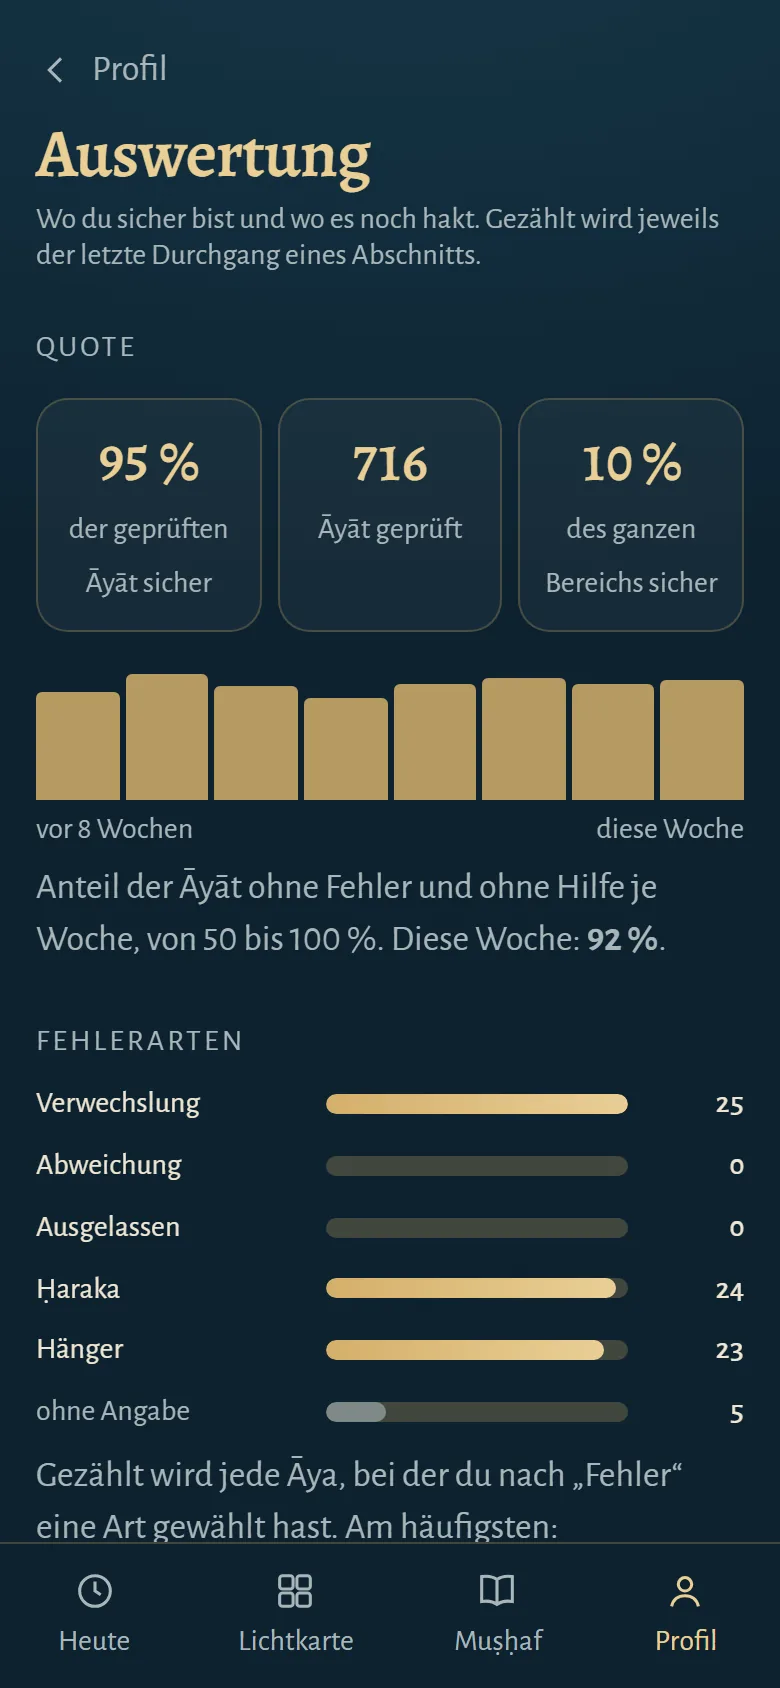 Profil
Auswertung
Wo du sicher bist und wo es noch hakt. Gezählt wird jeweils
der letzte Durchgang eines Abschnitts.
QUOTE
95 %
der geprüften
Āyāt sicher
716
Āyāt geprüft
10 %
des ganzen
Bereichs sicher
vor 8 Wochen
diese Woche
Anteil der Āyāt ohne Fehler und ohne Hilfe je
Woche, von 50 bis 100 %. Diese Woche: 92 %.
FEHLERARTEN
Verwechslung 25
Abweichung 0
Ausgelassen 0
Ḥaraka 24
Hänger 23
ohne Angabe 5
Gezählt wird jede Āya, bei der du nach „Fehler“
eine Art gewählt hast. Am häufigsten:
Heute
Lichtkarte
Muṣḥaf
Profil